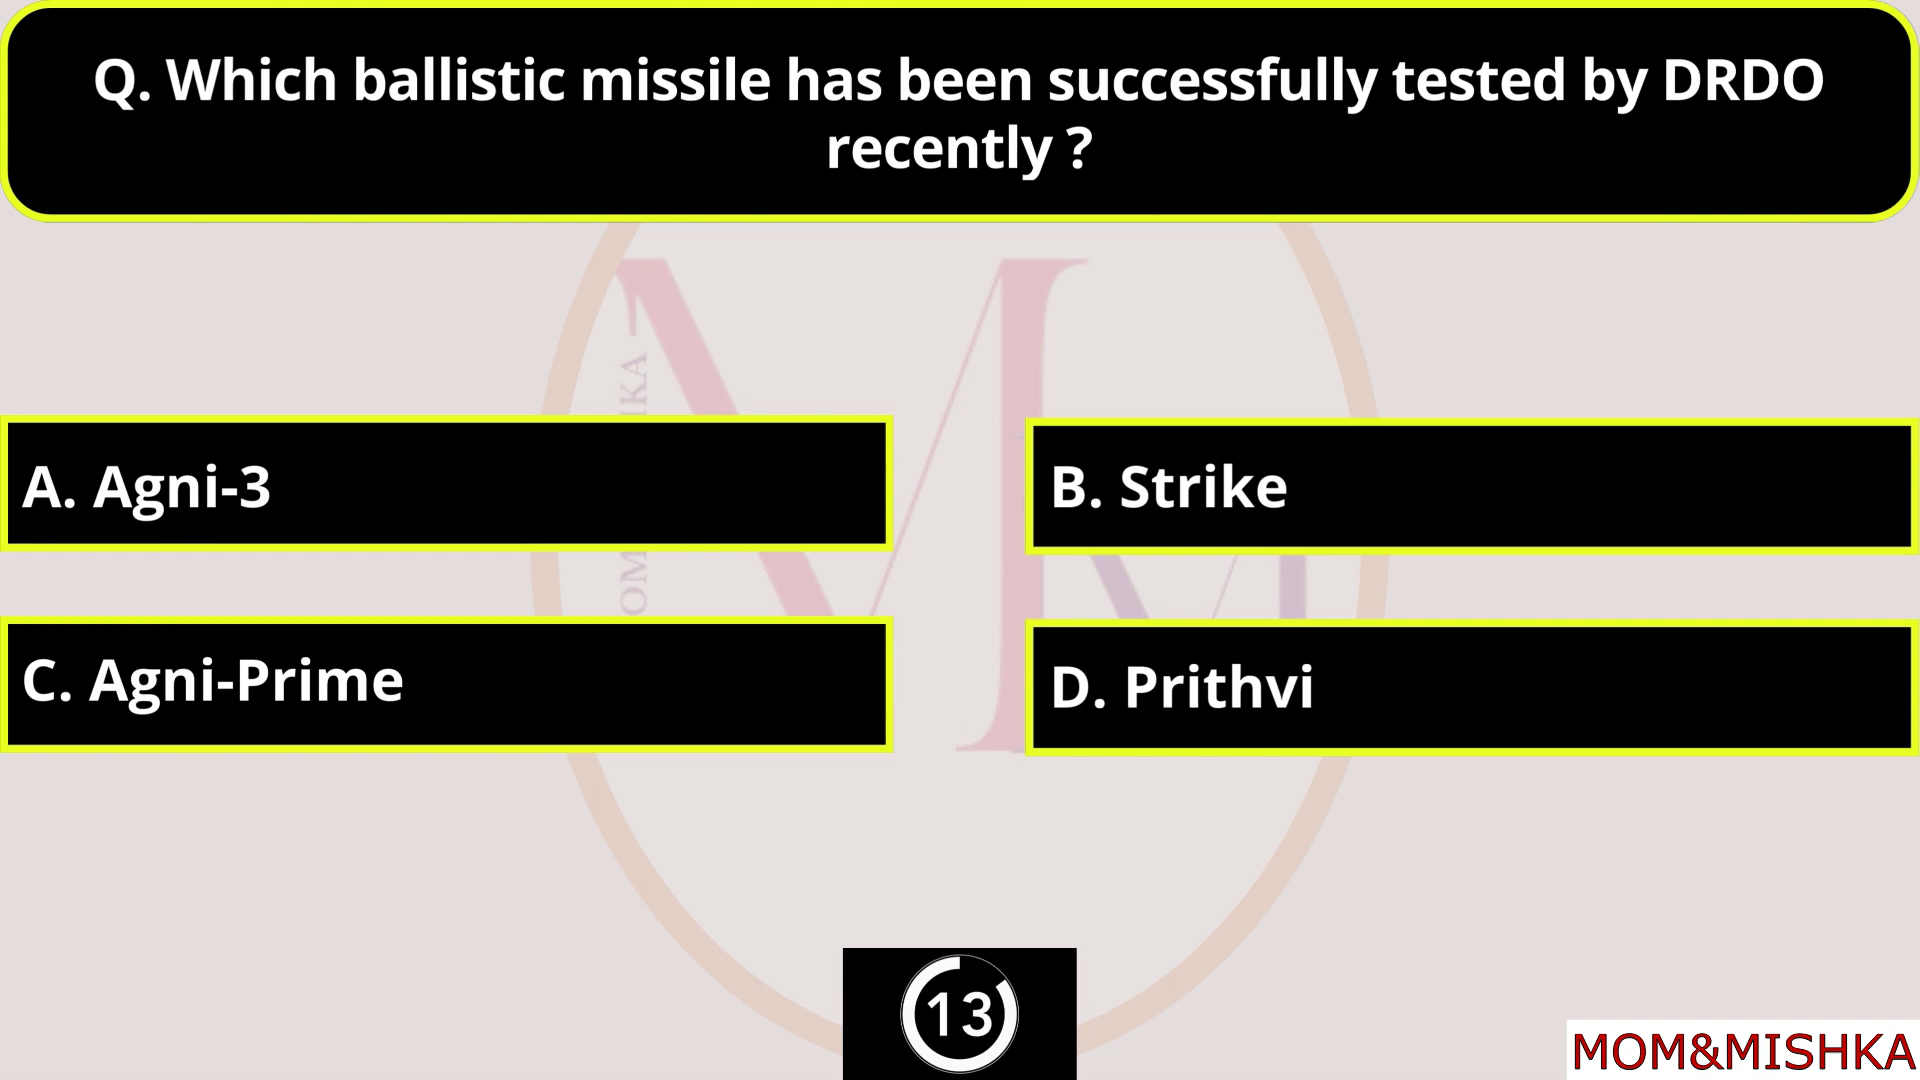 Q. Which ballistic missile has been successfully tested by DRDO
recently ?
A. Agni-3
B. Strike
C. Agni-Prime
D. Prithvi
13
MOM&MISHKA